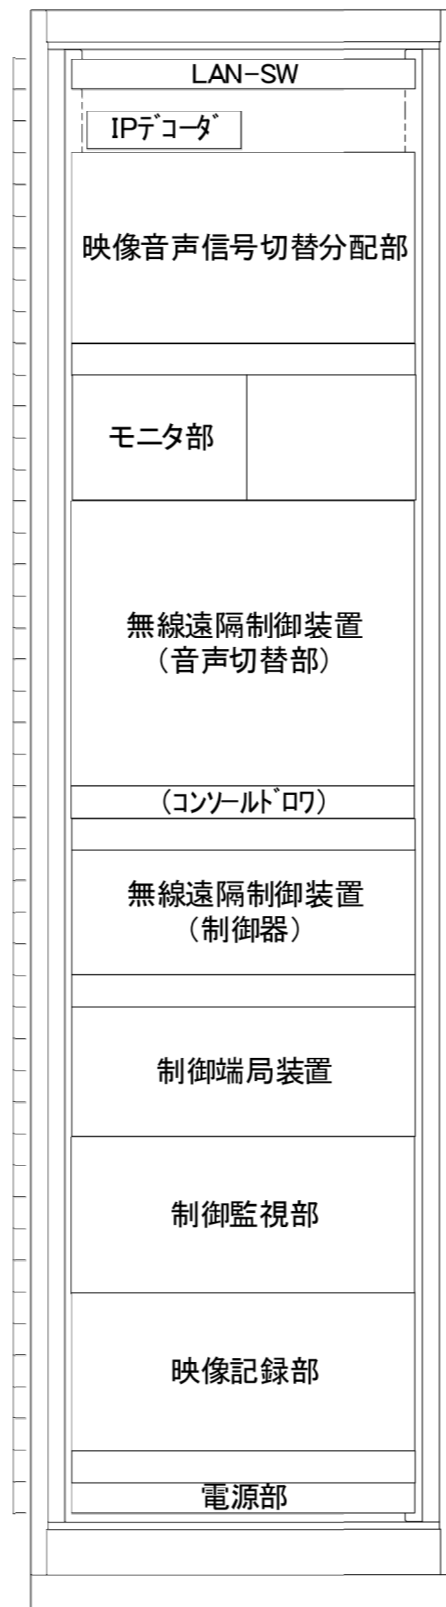 LAN-SW
IPデコーダ
映像音声信号切替分配部
モニタ部
無線遠隔制御装置
(音声切替部)
(コンソールドロワ)
無線遠隔制御装置
(制御器)
制御端局装置
制御監視部
映像記録部
電源部